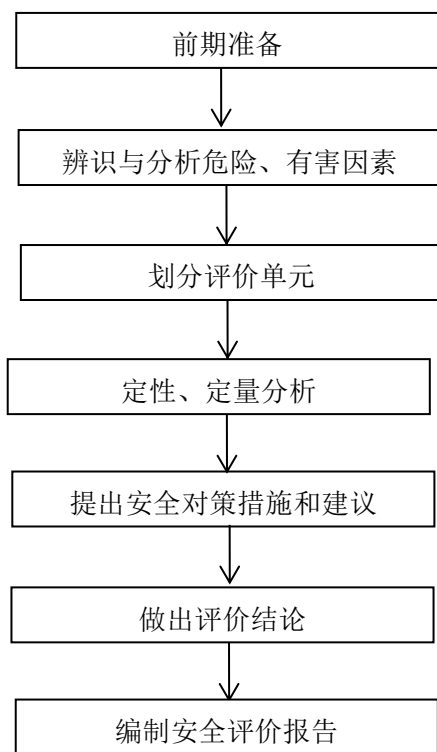 前期准备
辨识与分析危险、有害因素
划分评价单元
定性、定量分析
提出安全对策措施和建议
做出评价结论
编制安全评价报告